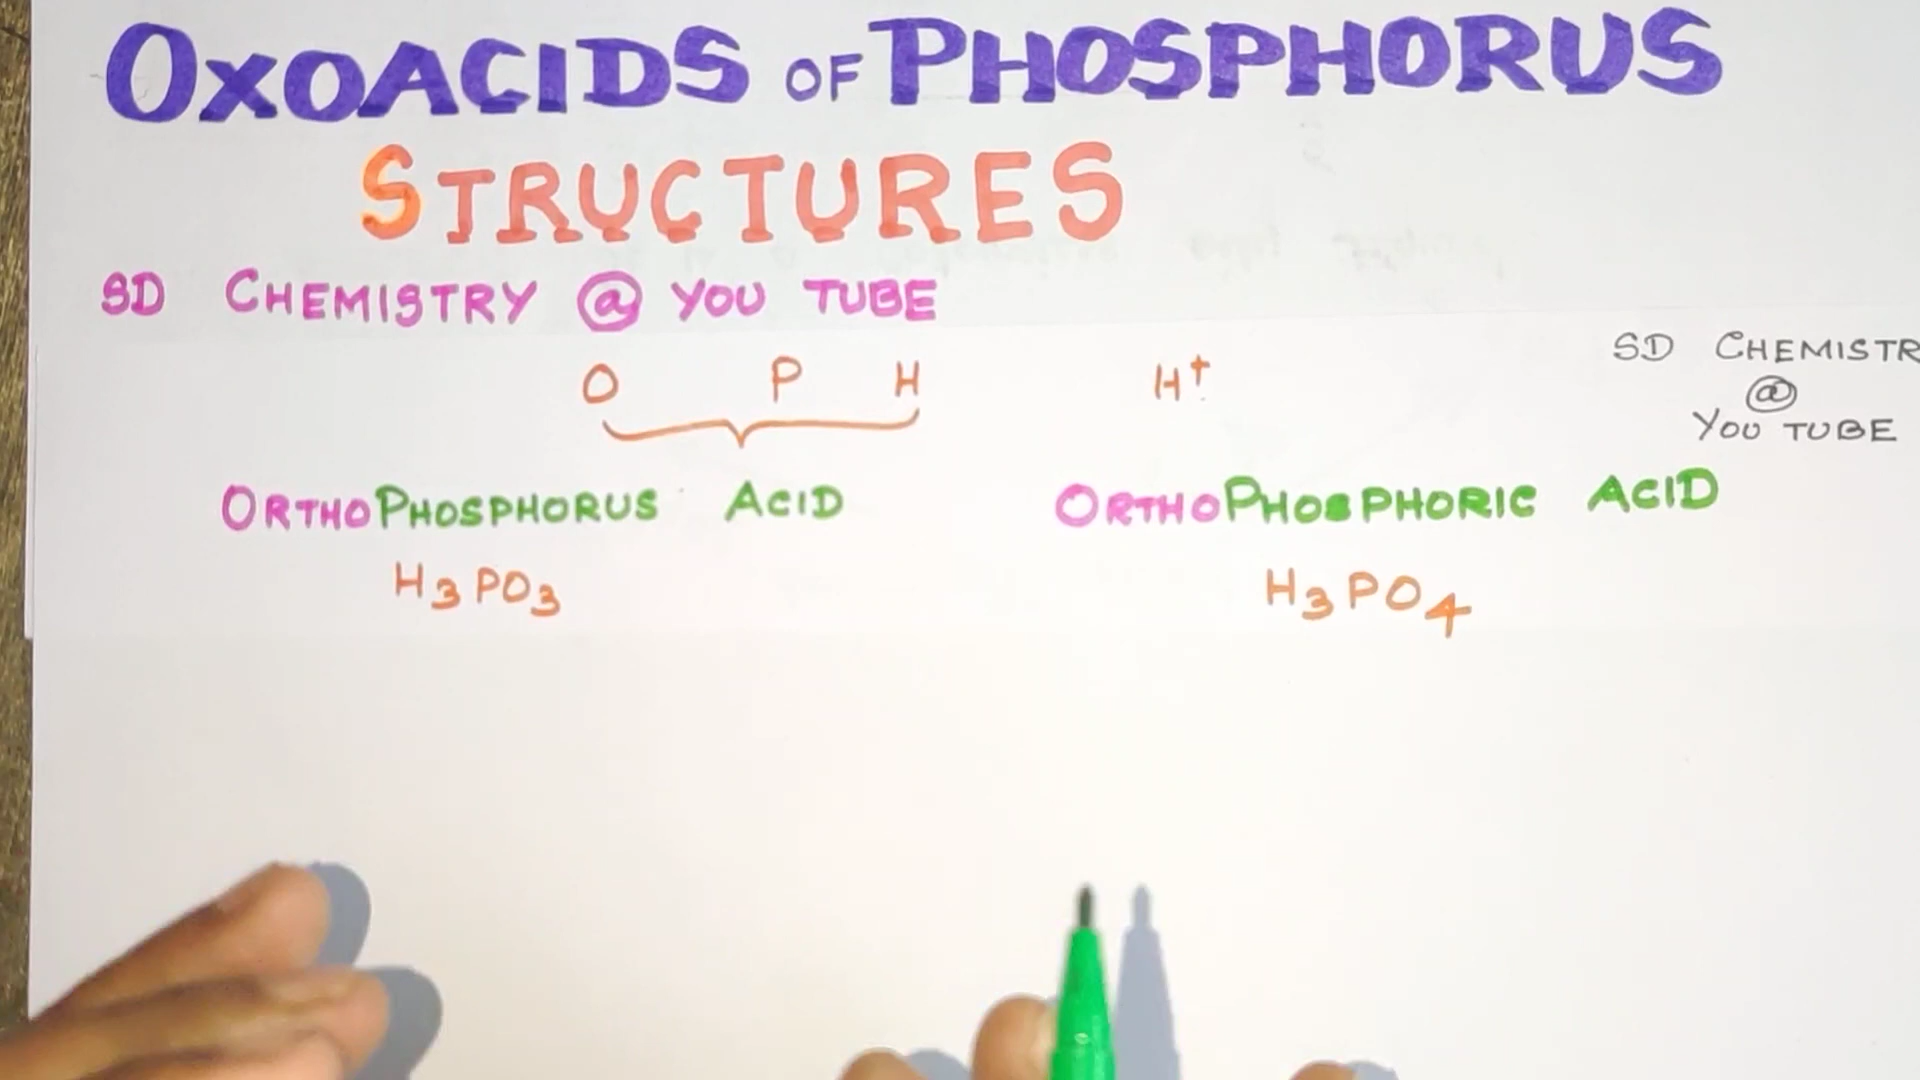 OXOACIDS OF PHOSPHORUS
STRUCTURES
SD CHEMISTRY @ YOU TUBE
SD CHEMISTR
@
YOU TUBE
O P H H⁺
ORTHOPHOSPHORUS ACID ORTHOPHOSPHORIC ACID
H₃PO₃ H₃PO₄